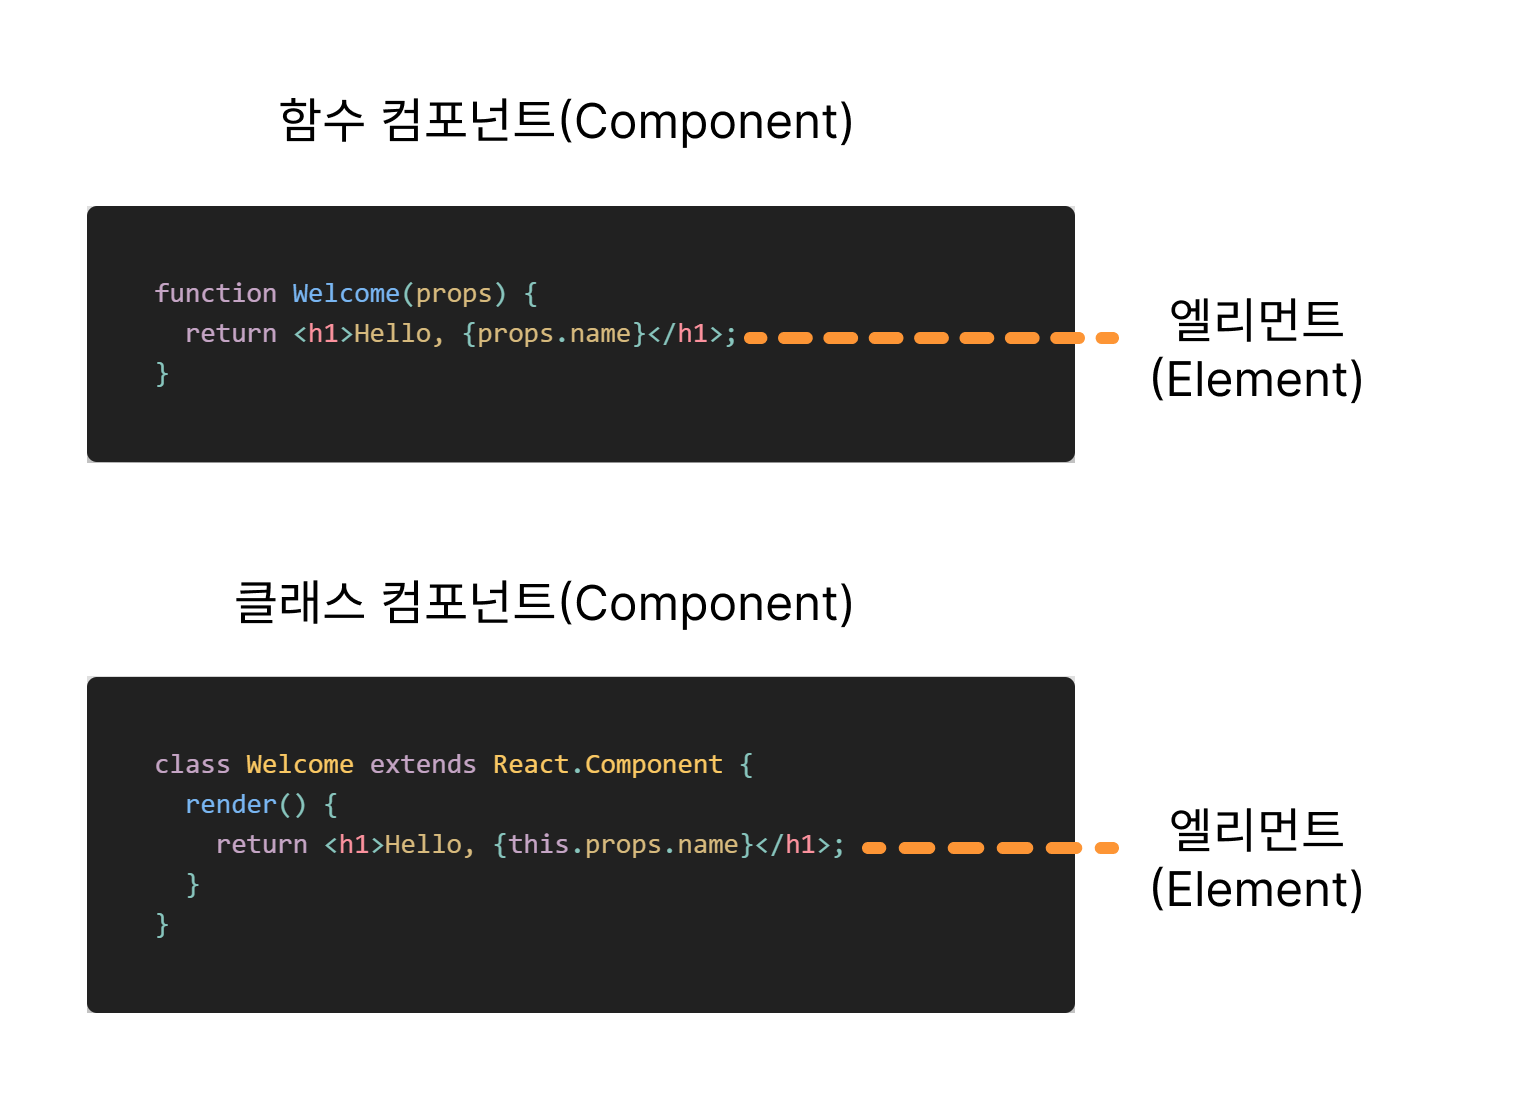 함수 컴포넌트(Component)
function Welcome(props) {
  return <h1>Hello, {props.name}</h1>;
}
엘리먼트
(Element)
클래스 컴포넌트(Component)
class Welcome extends React.Component {
  render() {
    return <h1>Hello, {this.props.name}</h1>;
  }
}
엘리먼트
(Element)